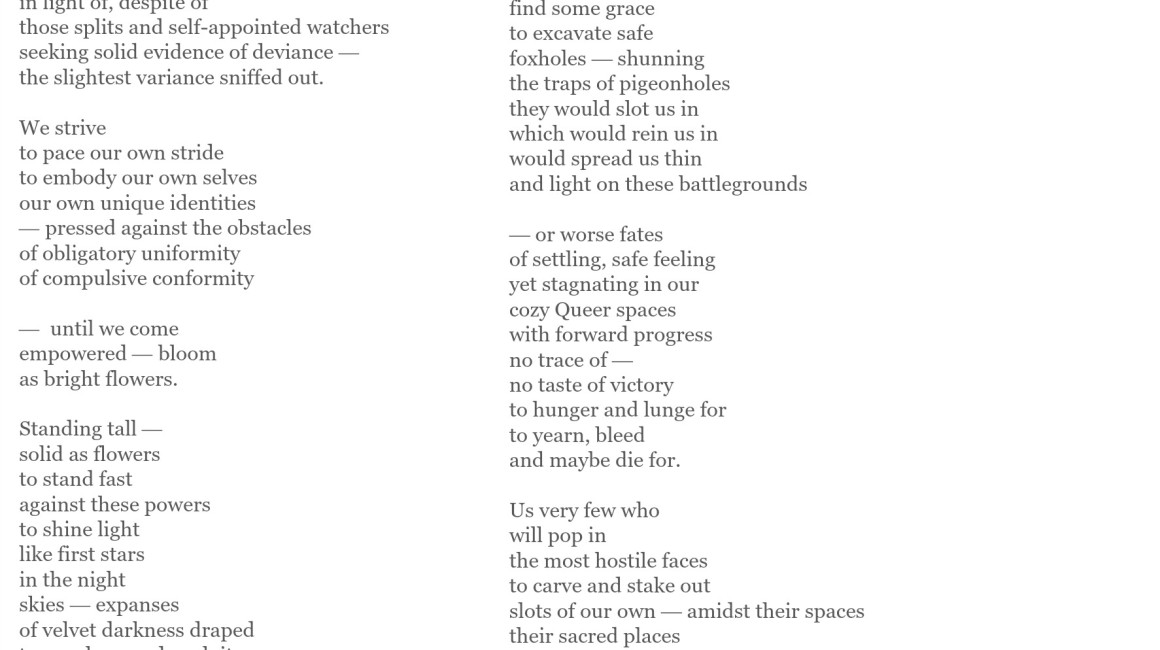 in light of, despite of
those splits and self-appointed watchers
seeking solid evidence of deviance —
the slightest variance sniffed out.

We strive
to pace our own stride
to embody our own selves
our own unique identities
— pressed against the obstacles
of obligatory uniformity
of compulsive conformity

—  until we come
empowered — bloom
as bright flowers.

Standing tall —
solid as flowers
to stand fast
against these powers
to shine light
like first stars
in the night
skies — expanses
of velvet darkness draped

find some grace
to excavate safe
foxholes — shunning
the traps of pigeonholes
they would slot us in
which would rein us in
would spread us thin
and light on these battlegrounds

— or worse fates
of settling, safe feeling
yet stagnating in our
cozy Queer spaces
with forward progress
no trace of —
no taste of victory
to hunger and lunge for
to yearn, bleed
and maybe die for.

Us very few who
will pop in
the most hostile faces
to carve and stake out
slots of our own — amidst their spaces
their sacred places